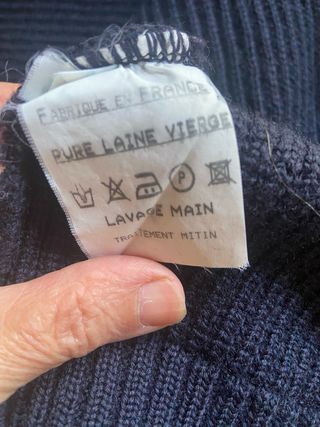 FABRIQUE EN FRANCE
PURE LAINE VIERGE
P
LAVAGE MAIN
TRAITEMENT MITIN